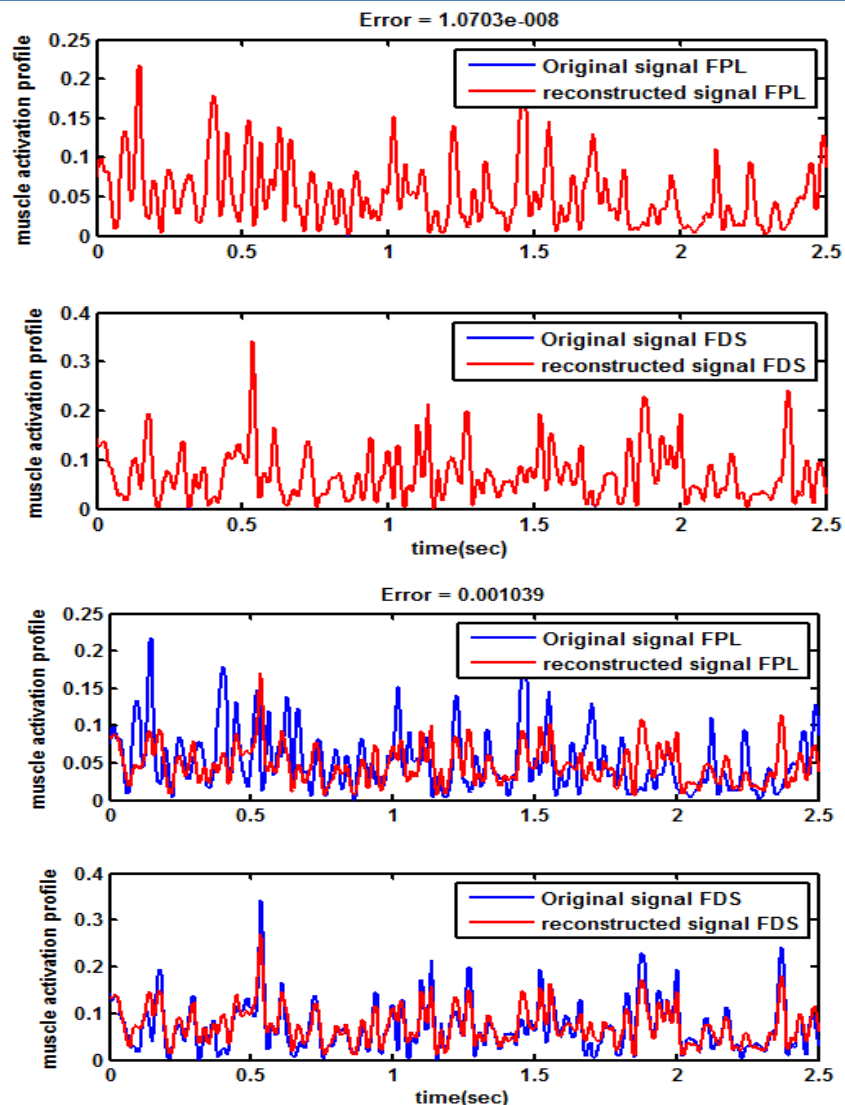 Error = 1.0703e-008
0.25
0.2
0.15
0.1
0.05
0
muscle activation profile
Original signal FPL
reconstructed signal FPL
0 0.5 1 1.5 2 2.5
0.4
0.3
0.2
0.1
0
muscle activation profile
Original signal FDS
reconstructed signal FDS
0 0.5 1 1.5 2 2.5
time(sec)
Error = 0.001039
0.25
0.2
0.15
0.1
0.05
0
muscle activation profile
Original signal FPL
reconstructed signal FPL
0 0.5 1 1.5 2 2.5
0.4
0.3
0.2
0.1
0
muscle activation profile
Original signal FDS
reconstructed signal FDS
0 0.5 1 1.5 2 2.5
time(sec)